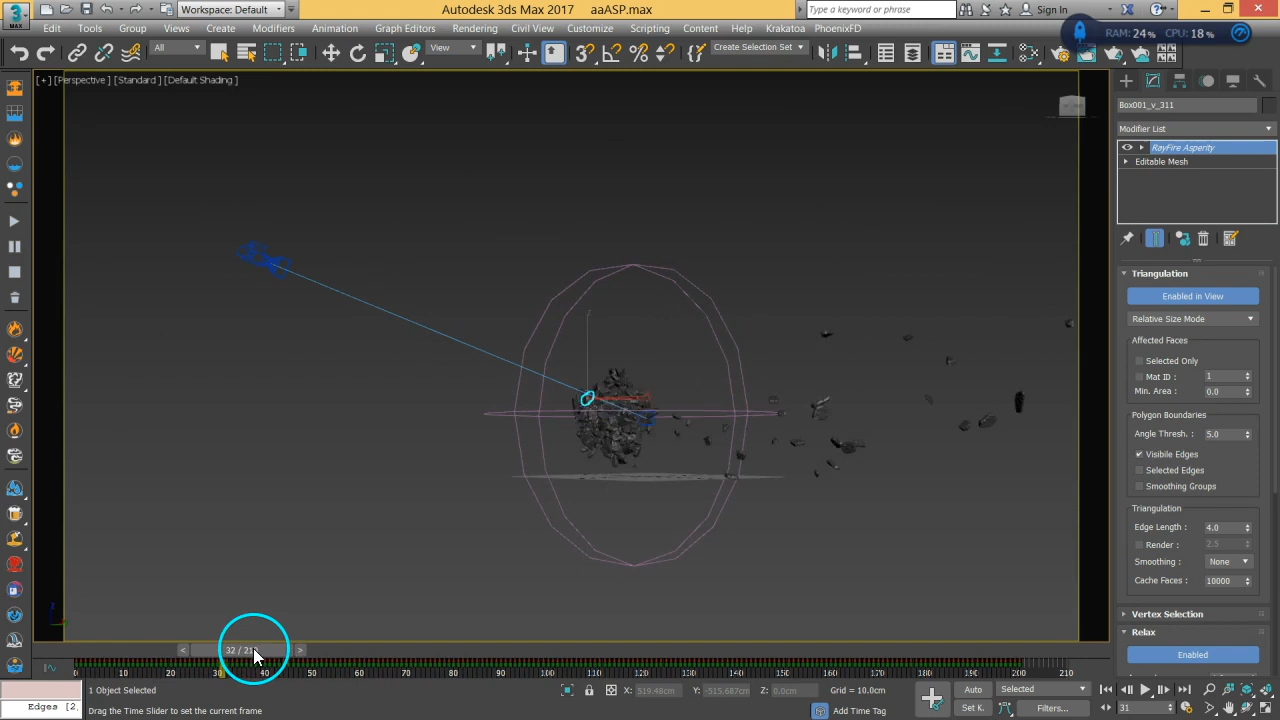 3
MAX
Workspace: Default
Autodesk 3ds Max 2017    aaASP.max
Type a keyword or phrase
Sign In
Edit Tools Group Views Create Modifiers Animation Graph Editors Rendering Civil View Customize Scripting Content Help Krakatoa PhoenixFD
RAM: 24% CPU: 18%
All
View
Create Selection Set
[+] [Perspective ] [Standard ] [Default Shading ]
Box001_v_311
Modifier List
RayFire Asperity
Editable Mesh
Triangulation
Enabled in View
Relative Size Mode
Affected Faces
Selected Only
Mat ID : 1
Min. Area : 0.0
Polygon Boundaries
Angle Thresh. : 5.0
Visibile Edges
Selected Edges
Smoothing Groups
Triangulation
Edge Length : 4.0
Render : 2.5
Smoothing : None
Cache Faces : 10000
Vertex Selection
Relax
Enabled
< 32 / 21 >
0 10 20 30 40 50 60 70 80 90 100 110 120 130 140 150 160 170 180 190 200 210
1 Object Selected
X: 519.48cm Y: -515.687cm Z: 0.0cm Grid = 10.0cm
Auto Selected
Edges [2,
Drag the Time Slider to set the current frame
Add Time Tag
Set K. Filters...
31